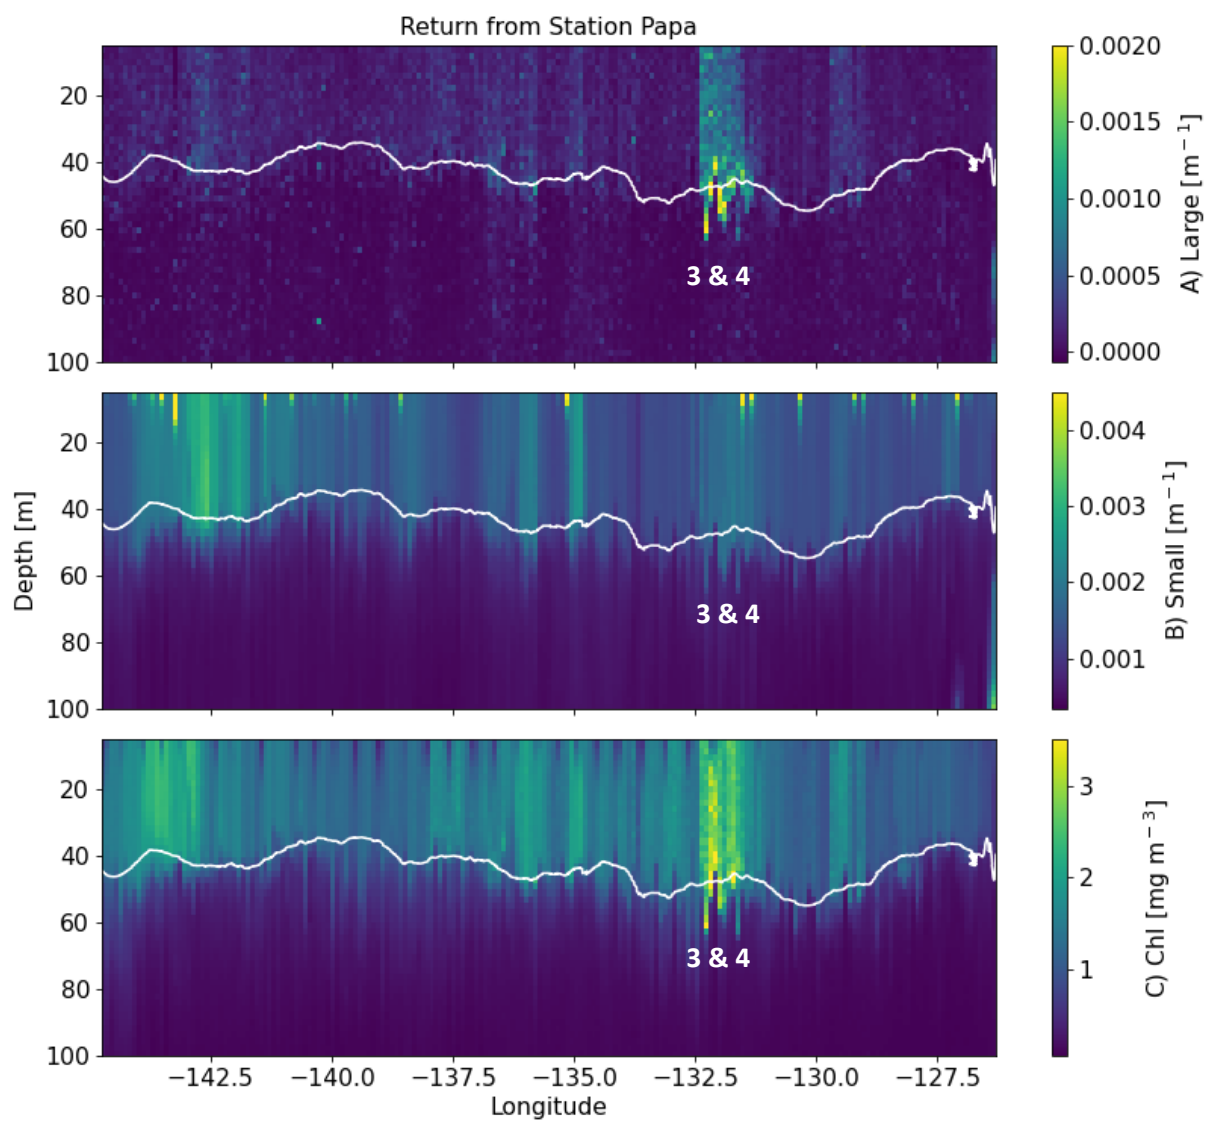 Return from Station Papa
20
40
60
80
100
3 & 4
0.0020
0.0015
0.0010
0.0005
0.0000
A) Large [m⁻¹]
20
40
60
80
100
Depth [m]
3 & 4
0.004
0.003
0.002
0.001
B) Small [m⁻¹]
20
40
60
80
100
3 & 4
3
2
1
C) Chl [mg m⁻³]
−142.5 −140.0 −137.5 −135.0 −132.5 −130.0 −127.5
Longitude